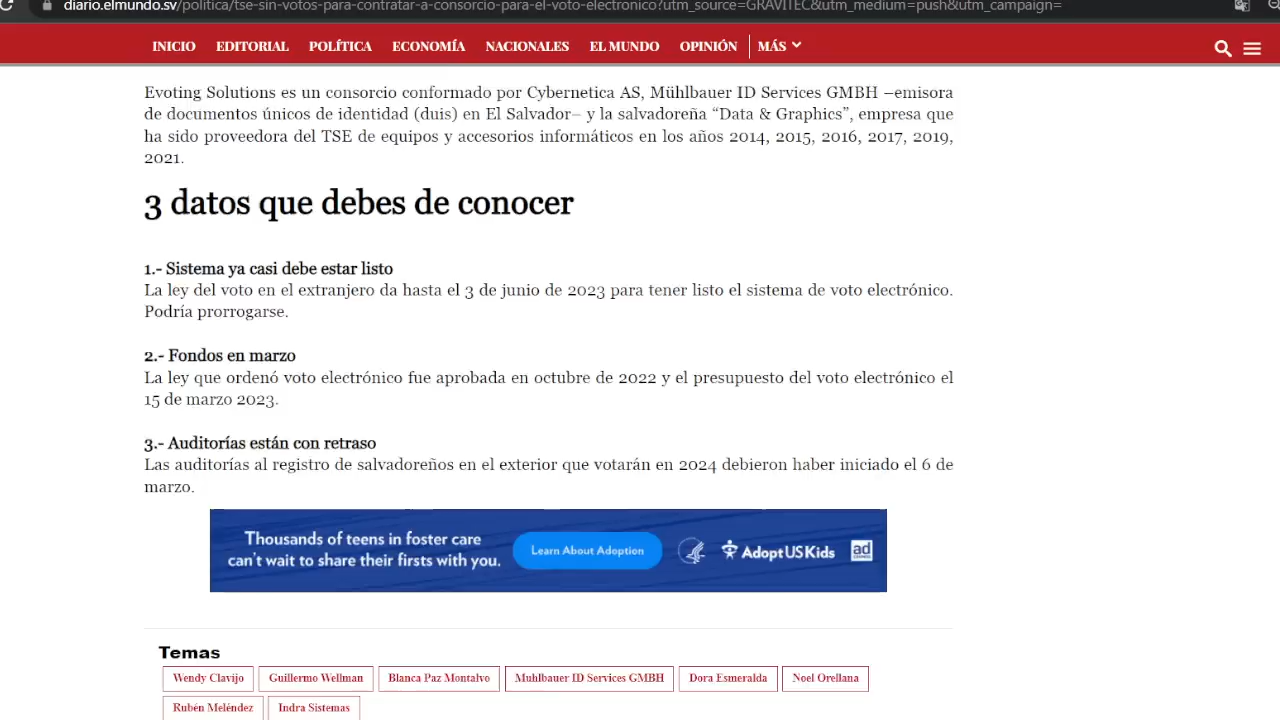 diario.elmundo.sv/politica/tse-sin-votos-para-contratar-a-consorcio-para-el-voto-electronico?utm_source=GRAVITEC&utm_medium=push&utm_campaign=
INICIO EDITORIAL POLÍTICA ECONOMÍA NACIONALES EL MUNDO OPINIÓN MÁS
Evoting Solutions es un consorcio conformado por Cybernetica AS, Mühlbauer ID Services GMBH –emisora
de documentos únicos de identidad (duis) en El Salvador– y la salvadoreña “Data & Graphics”, empresa que
ha sido proveedora del TSE de equipos y accesorios informáticos en los años 2014, 2015, 2016, 2017, 2019,
2021.
3 datos que debes de conocer
1.- Sistema ya casi debe estar listo
La ley del voto en el extranjero da hasta el 3 de junio de 2023 para tener listo el sistema de voto electrónico.
Podría prorrogarse.
2.- Fondos en marzo
La ley que ordenó voto electrónico fue aprobada en octubre de 2022 y el presupuesto del voto electrónico el
15 de marzo 2023.
3.- Auditorías están con retraso
Las auditorías al registro de salvadoreños en el exterior que votarán en 2024 debieron haber iniciado el 6 de
marzo.
Thousands of teens in foster care
can’t wait to share their firsts with you.
Learn About Adoption
AdoptUSKids
ad
Temas
Wendy Clavijo Guillermo Wellman Blanca Paz Montalvo Muhlbauer ID Services GMBH Dora Esmeralda Noel Orellana
Rubén Meléndez Indra Sistemas